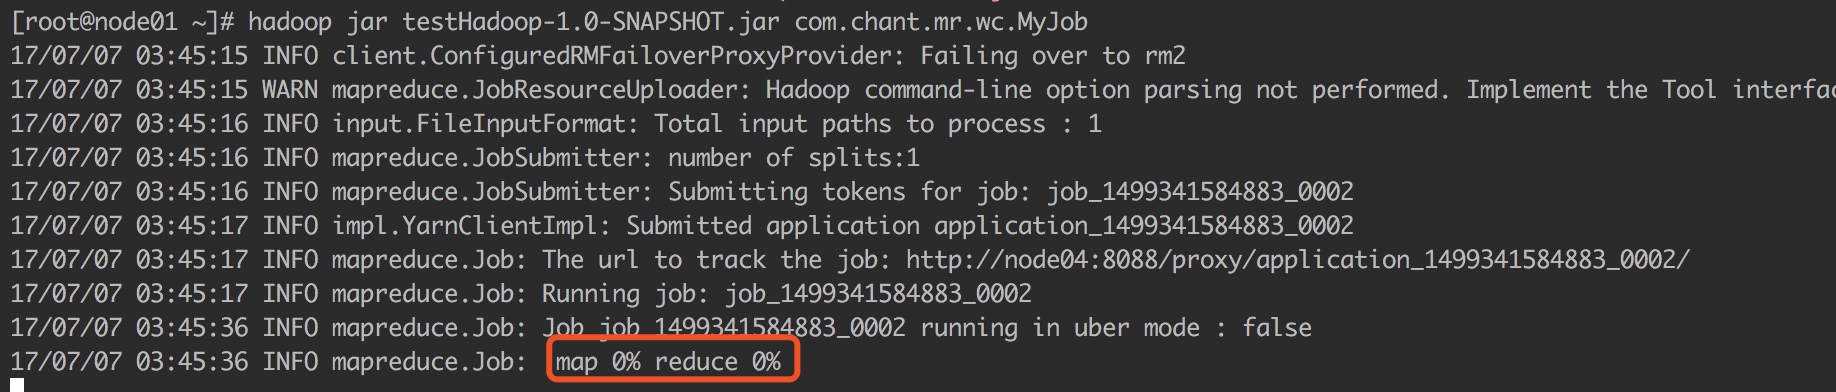 [root@node01 ~]# hadoop jar testHadoop-1.0-SNAPSHOT.jar com.chant.mr.wc.MyJob
17/07/07 03:45:15 INFO client.ConfiguredRMFailoverProxyProvider: Failing over to rm2
17/07/07 03:45:15 WARN mapreduce.JobResourceUploader: Hadoop command-line option parsing not performed. Implement the Tool interfac
17/07/07 03:45:16 INFO input.FileInputFormat: Total input paths to process : 1
17/07/07 03:45:16 INFO mapreduce.JobSubmitter: number of splits:1
17/07/07 03:45:16 INFO mapreduce.JobSubmitter: Submitting tokens for job: job_1499341584883_0002
17/07/07 03:45:17 INFO impl.YarnClientImpl: Submitted application application_1499341584883_0002
17/07/07 03:45:17 INFO mapreduce.Job: The url to track the job: http://node04:8088/proxy/application_1499341584883_0002/
17/07/07 03:45:17 INFO mapreduce.Job: Running job: job_1499341584883_0002
17/07/07 03:45:36 INFO mapreduce.Job: Job job_1499341584883_0002 running in uber mode : false
17/07/07 03:45:36 INFO mapreduce.Job:  map 0% reduce 0%